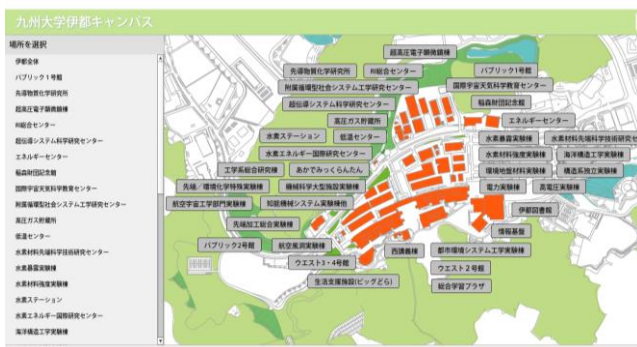 九州大学伊都キャンパス
場所を選択
伊都全体
パブリック1号館
先導物質化学研究所
超高圧電子顕微鏡棟
RI総合センター
超伝導システム科学研究センター
エネルギーセンター
稲森財団記念館
国際宇宙天気科学教育センター
附属循環型社会システム工学研究センター
高圧ガス貯蔵所
低温センター
水素材料先端科学技術研究センター
水素暴露実験棟
水素材料強度実験棟
水素ステーション
水素エネルギー国際研究センター
海洋構造工学実験棟
超高圧電子顕微鏡棟
先導物質化学研究所
RI総合センター
パブリック1号館
附属循環型社会システム工学研究センター
国際宇宙天気科学教育センター
超伝導システム科学研究センター
稲森財団記念館
高圧ガス貯蔵所
エネルギーセンター
水素ステーション
低温センター
水素暴露実験棟
水素材料先端科学技術研究セ
水素エネルギー国際研究センター
水素材料強度実験棟
海洋構造工学実験棟
工学系総合研究棟
あかでみっくらんたん
環境地盤材料実験棟
構造系独立実験棟
先端／環境化学特殊実験棟
機械科学大型施設実験棟
電力実験棟
高電圧実験棟
航空宇宙工学部門実験棟
知能機械システム実験棟他
伊都図書館
先端加工総合実験棟
情報基盤
パブリック2号館
航空風洞実験棟
西講義棟
都市環境システム工学実験棟
ウエスト3・4号館
ウエスト2号館
生活支援施設(ビッグどら)
総合学習プラザ